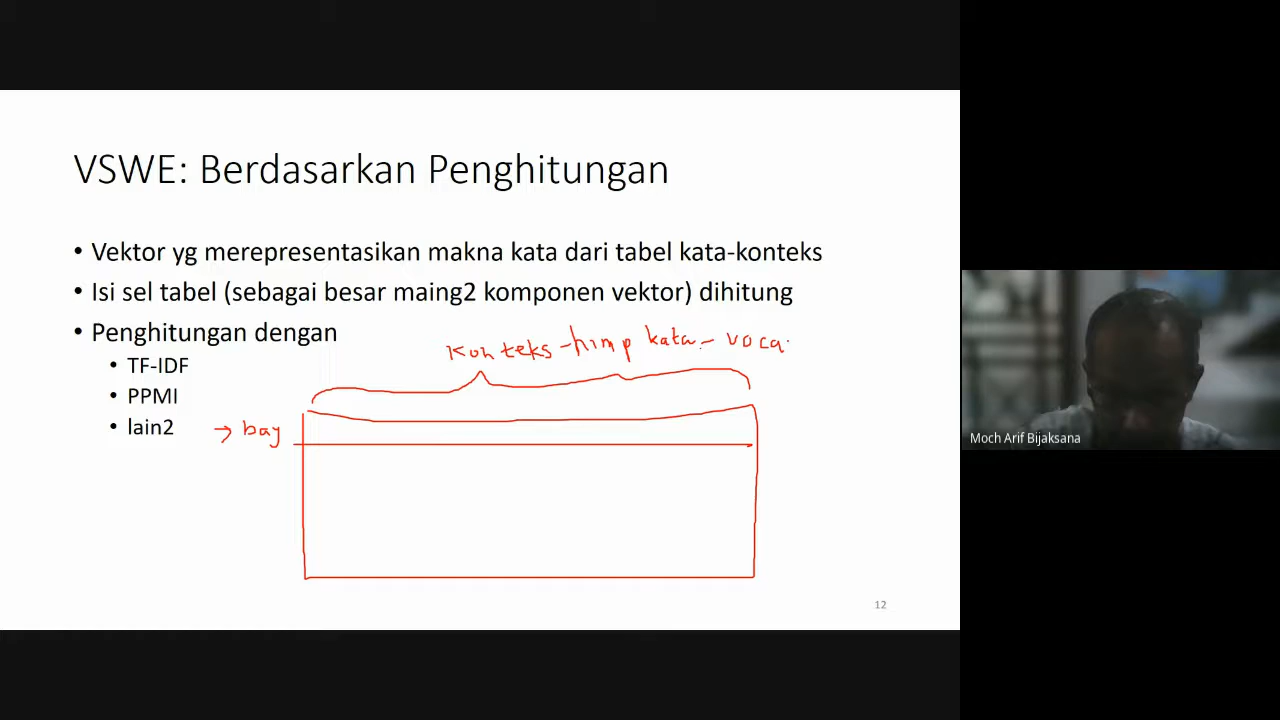 VSWE: Berdasarkan Penghitungan
• Vektor yg merepresentasikan makna kata dari tabel kata-konteks
• Isi sel tabel (sebagai besar maing2 komponen vektor) dihitung
• Penghitungan dengan
Konteks - himp kata - voca
• TF-IDF
• PPMI
• lain2
→ bay
12
Moch Arif Bijaksana